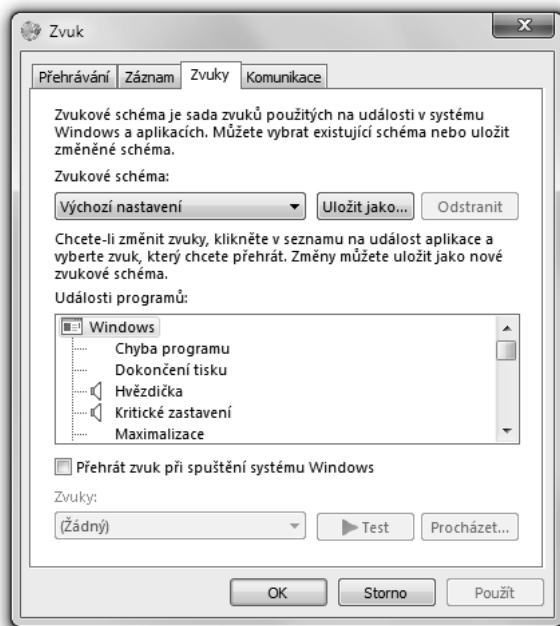 Zvuk
Přehrávání Záznam Zvuky Komunikace
Zvukové schéma je sada zvuků použitých na události v systému
Windows a aplikacích. Můžete vybrat existující schéma nebo uložit
změněné schéma.
Zvukové schéma:
Výchozí nastavení Uložit jako... Odstranit
Chcete-li změnit zvuky, klikněte v seznamu na událost aplikace a
vyberte zvuk, který chcete přehrát. Změny můžete uložit jako nové
zvukové schéma.
Události programů:
Windows
Chyba programu
Dokončení tisku
Hvězdička
Kritické zastavení
Maximalizace
Přehrát zvuk při spuštění systému Windows
Zvuky:
(Žádný) Test Procházet...
OK Storno Použít